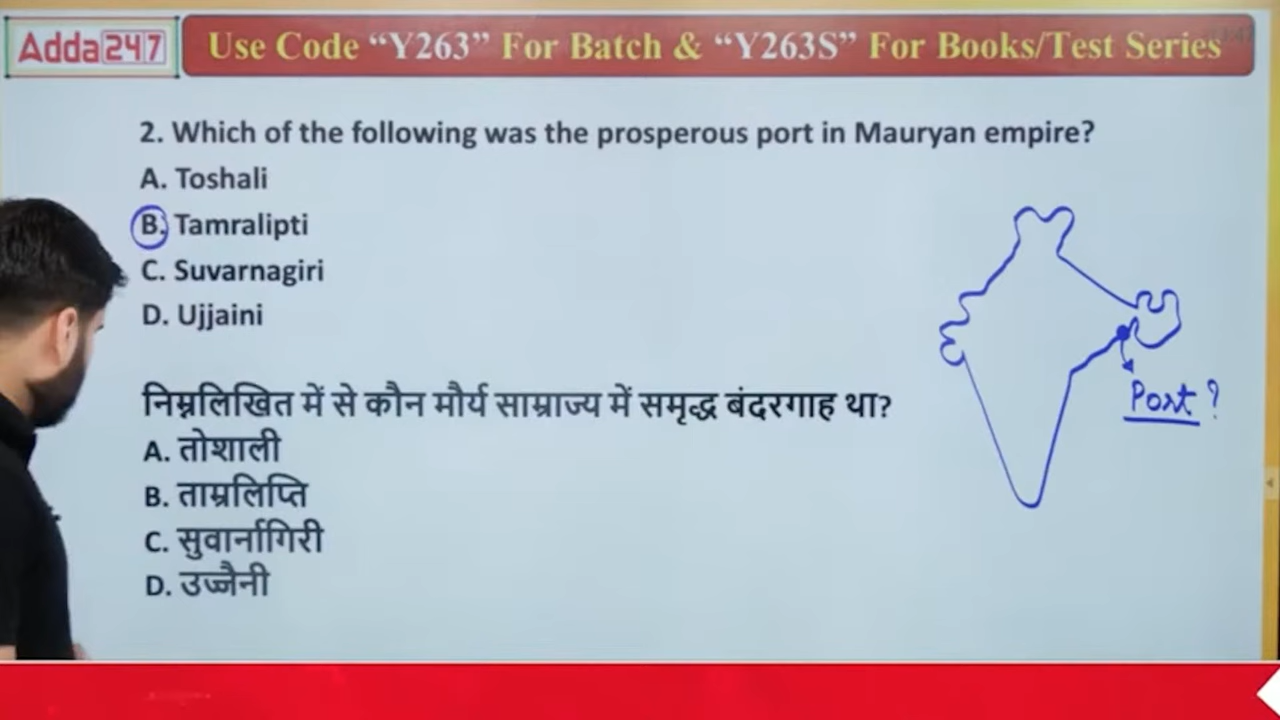 Adda247
Use Code “Y263” For Batch & “Y263S” For Books/Test Series
2. Which of the following was the prosperous port in Mauryan empire?
A. Toshali
B. Tamralipti
C. Suvarnagiri
D. Ujjaini
Port ?
निम्नलिखित में से कौन मौर्य साम्राज्य में समृद्ध बंदरगाह था?
A. तोशाली
B. ताम्रलिप्ति
C. सुवार्नागिरी
D. उज्जैनी